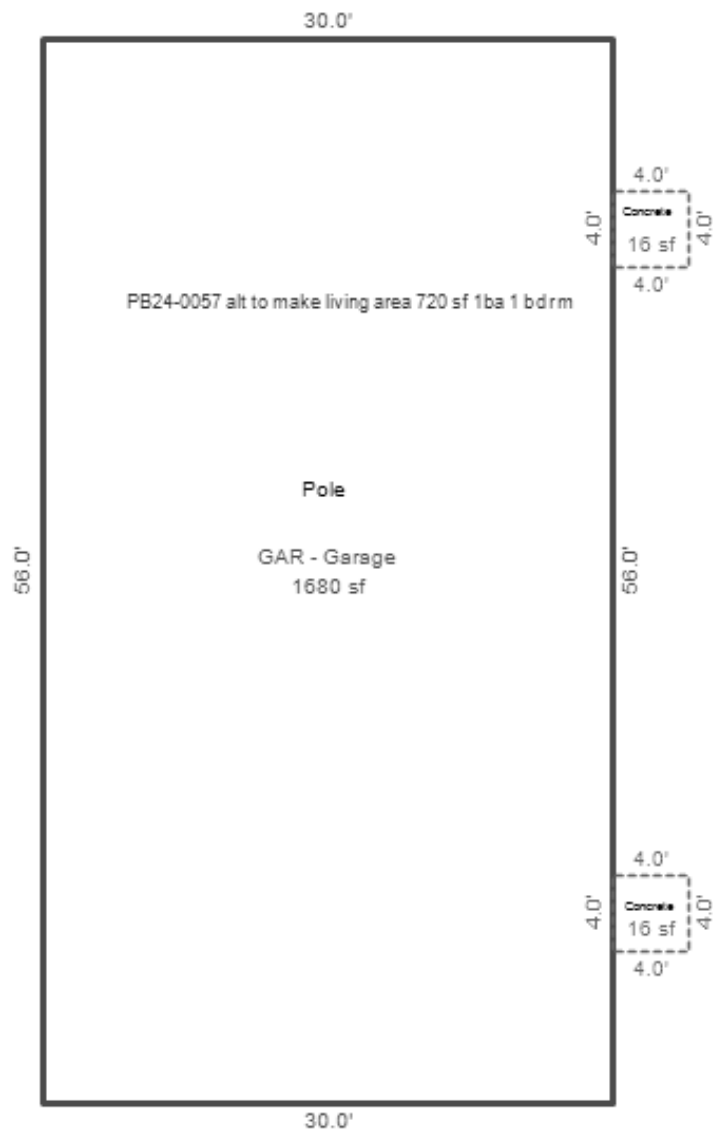 30.0'
4.0'
4.0'
Concrete
4.0'
16 sf
4.0'
PB24-0057 alt to make living area 720 sf 1ba 1 bdrm
Pole
56.0'
GAR - Garage
56.0'
1680 sf
4.0'
4.0'
Concrete
4.0'
16 sf
4.0'
30.0'